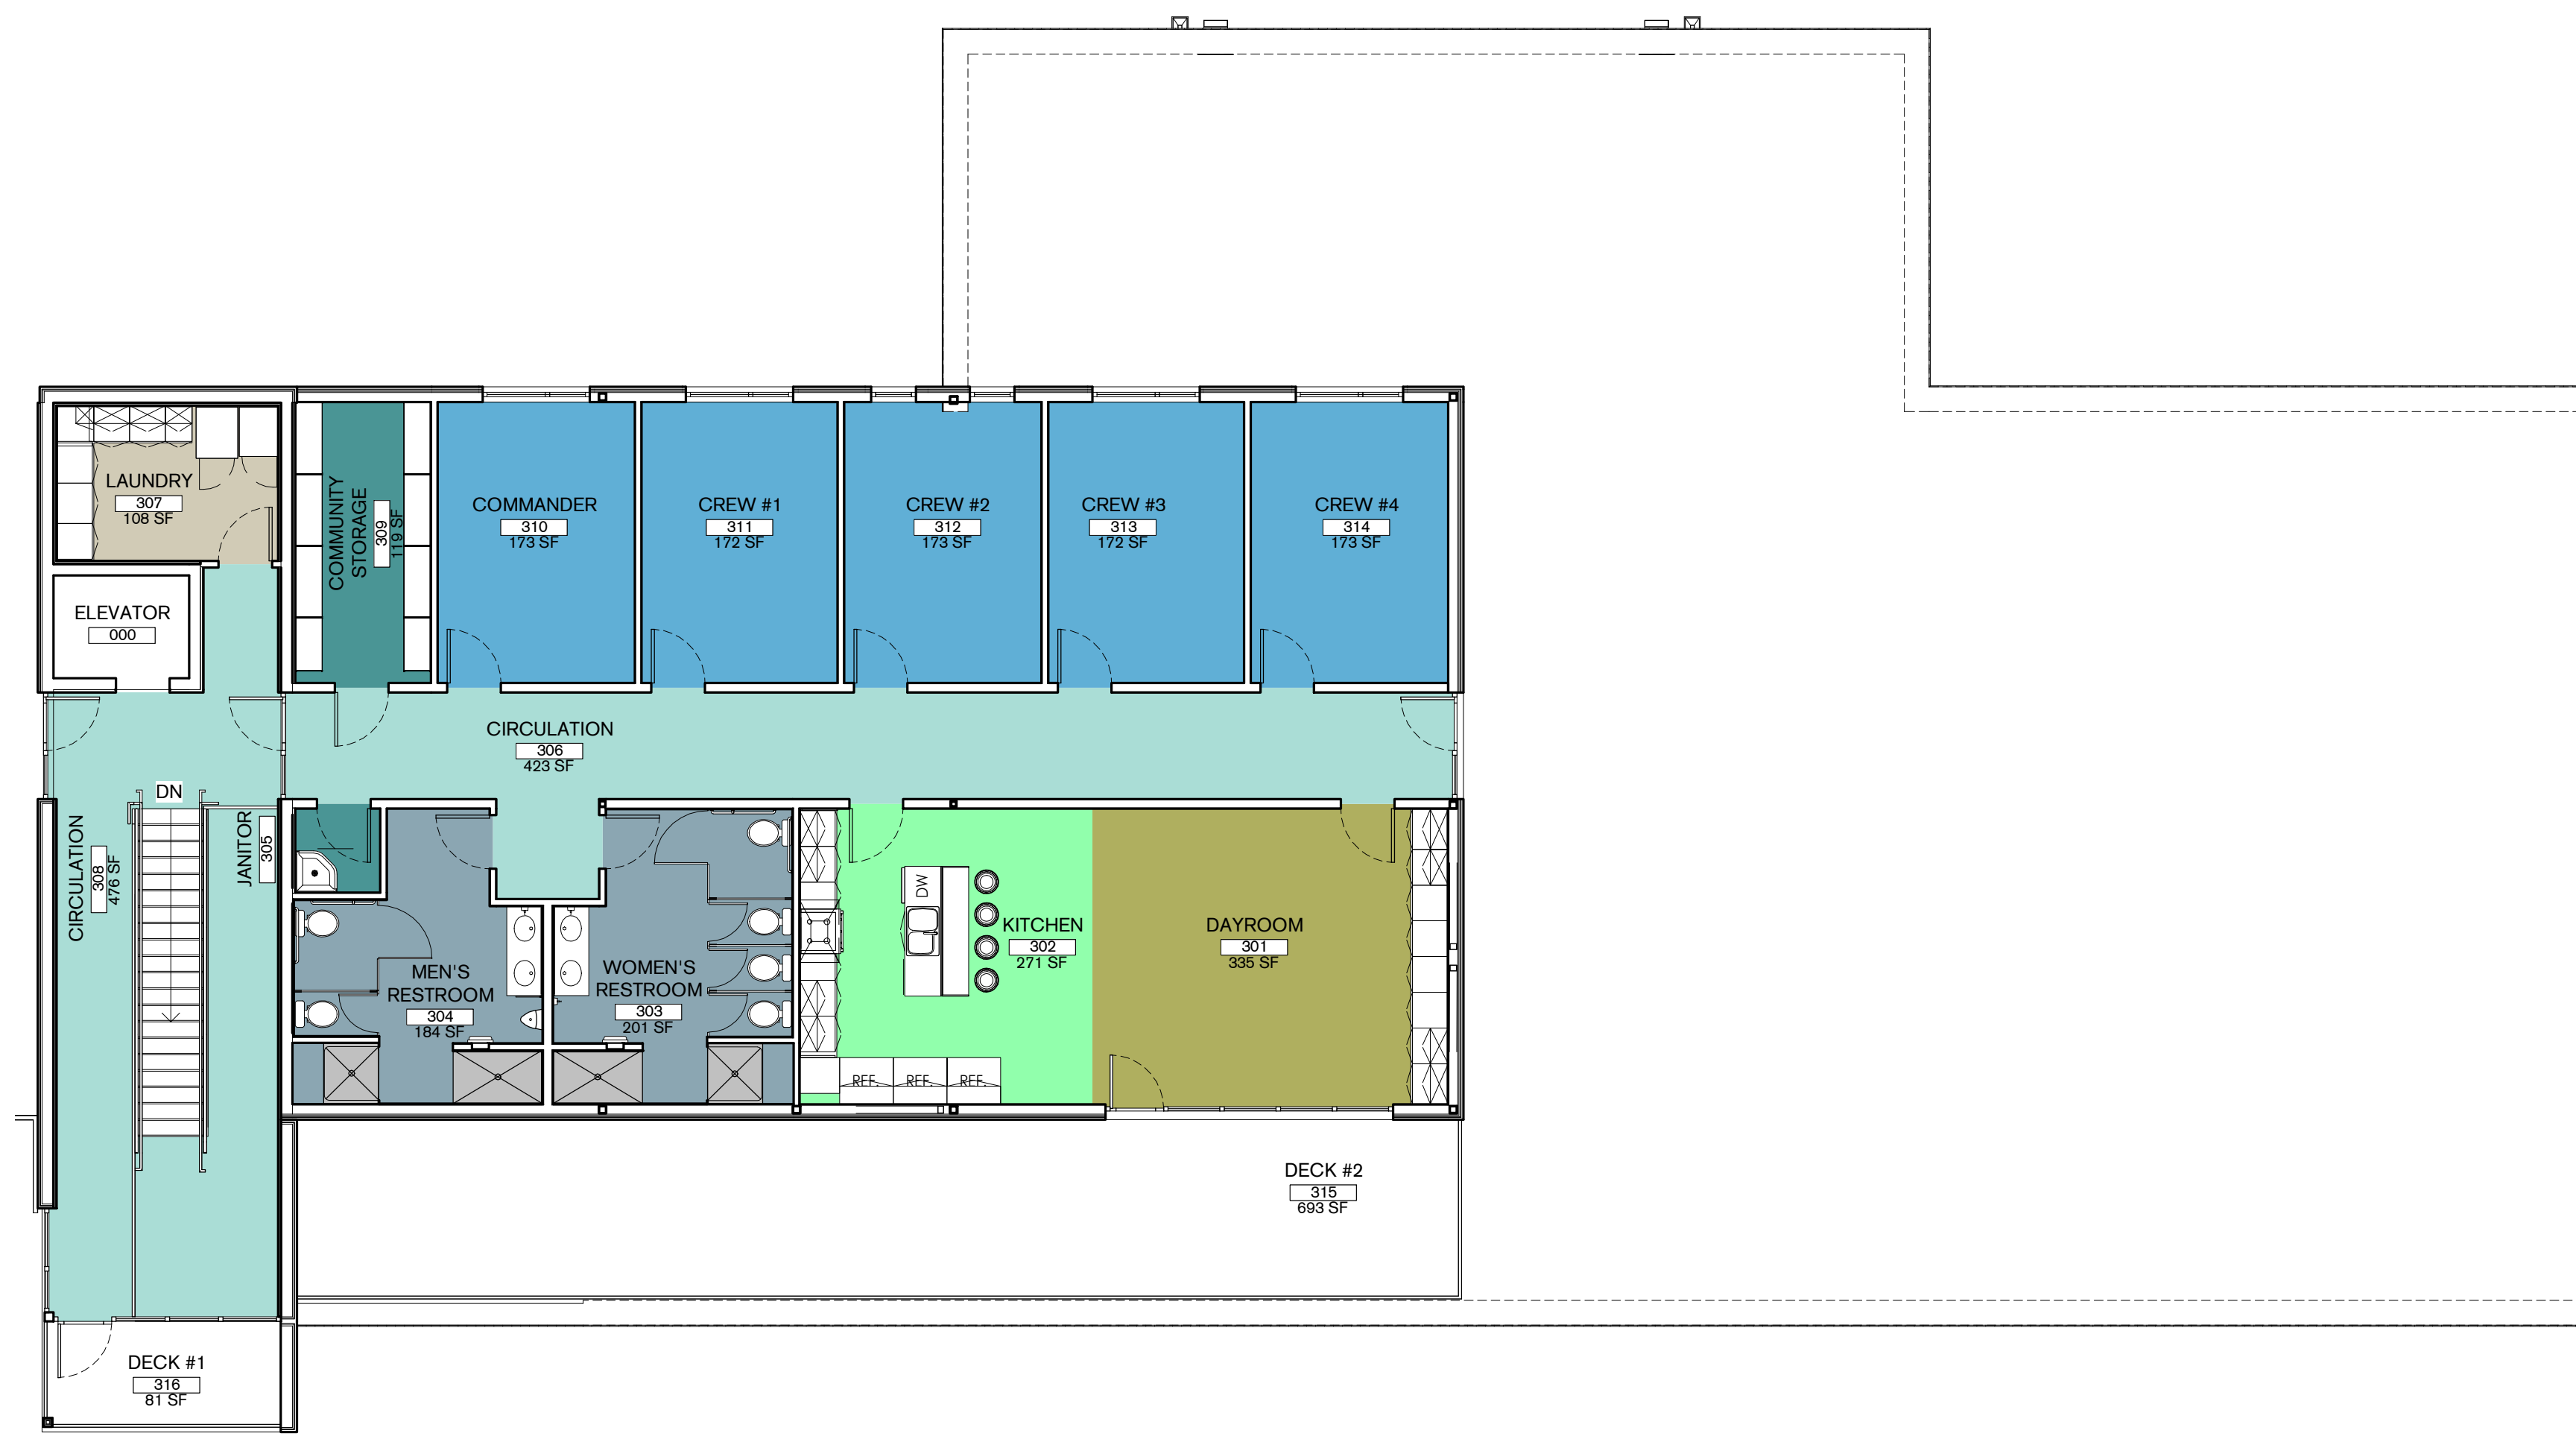 LAUNDRY
307
108 SF
ELEVATOR
000
COMMUNITY
STORAGE
309
119 SF
COMMANDER
310
173 SF
CREW #1
311
172 SF
CREW #2
312
173 SF
CREW #3
313
172 SF
CREW #4
314
173 SF
CIRCULATION
306
423 SF
DN
CIRCULATION
308
476 SF
JANITOR
305
MEN'S
RESTROOM
304
184 SF
WOMEN'S
RESTROOM
303
201 SF
DW
KITCHEN
302
271 SF
REF.
REF.
REF.
DAYROOM
301
335 SF
DECK #2
315
693 SF
DECK #1
316
81 SF